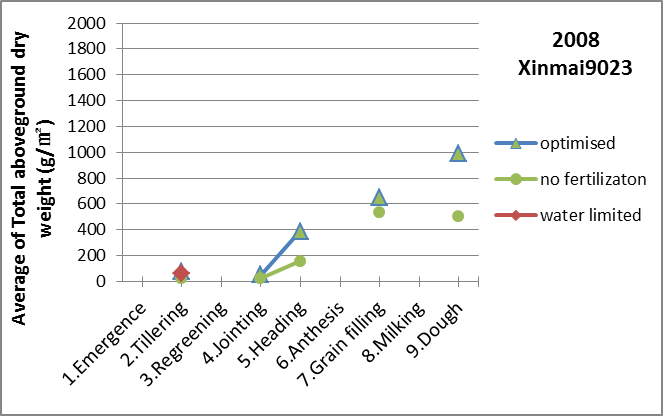 2008
Xinmai9023
Average of Total aboveground dry
weight (g/㎡)
2000
1800
1600
1400
1200
1000
800
600
400
200
0
1.Emergence
2.Tillering
3.Regreening
4.Jointing
5.Heading
6.Anthesis
7.Grain filling
8.Milking
9.Dough
optimised
no fertilizaton
water limited